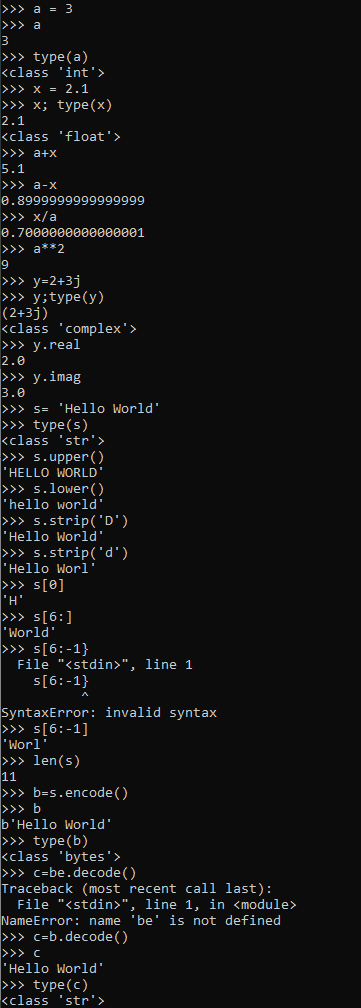 >>> a = 3
>>> a
3
>>> type(a)
<class 'int'>
>>> x = 2.1
>>> x; type(x)
2.1
<class 'float'>
>>> a+x
5.1
>>> a-x
0.8999999999999999
>>> x/a
0.7000000000000001
>>> a**2
9
>>> y=2+3j
>>> y;type(y)
(2+3j)
<class 'complex'>
>>> y.real
2.0
>>> y.imag
3.0
>>> s= 'Hello World'
>>> type(s)
<class 'str'>
>>> s.upper()
'HELLO WORLD'
>>> s.lower()
'hello world'
>>> s.strip('D')
'Hello World'
>>> s.strip('d')
'Hello Worl'
>>> s[0]
'H'
>>> s[6:]
'World'
>>> s[6:-1}
  File "<stdin>", line 1
    s[6:-1}
          ^
SyntaxError: invalid syntax
>>> s[6:-1]
'Worl'
>>> len(s)
11
>>> b=s.encode()
>>> b
b'Hello World'
>>> type(b)
<class 'bytes'>
>>> c=be.decode()
Traceback (most recent call last):
  File "<stdin>", line 1, in <module>
NameError: name 'be' is not defined
>>> c=b.decode()
>>> c
'Hello World'
>>> type(c)
<class 'str'>